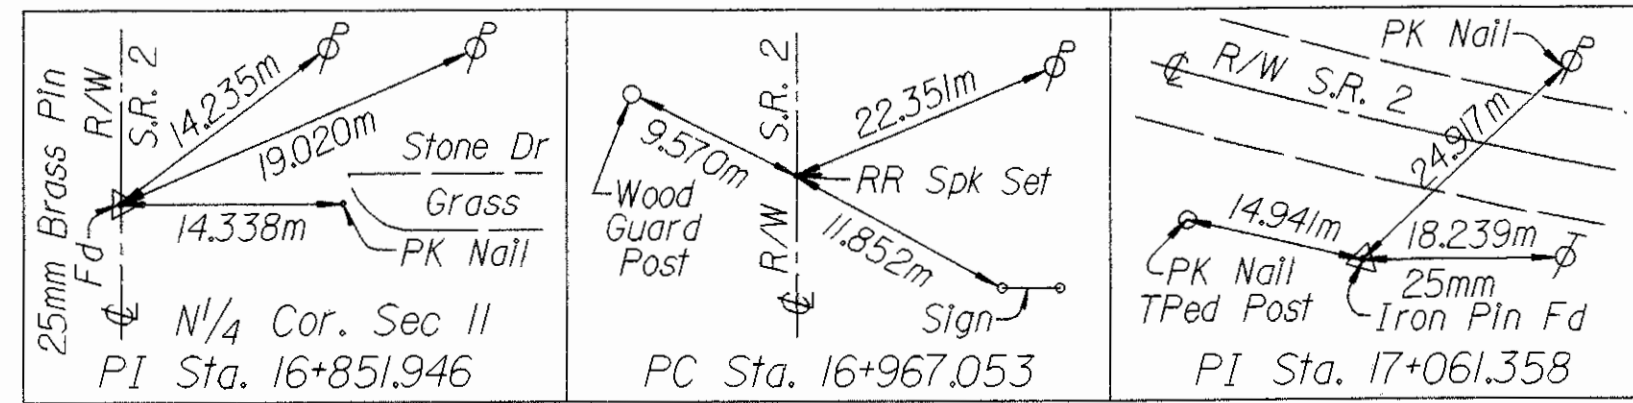 25mm Brass Pin
Fd
R/W
S.R. 2
P
P
14.235m
19.020m
Stone Dr
Grass
14.338m
PK Nail
℄
N 1/4 Cor. Sec 11
PI Sta. 16+851.946
S.R. 2
R/W
℄
P
22.351m
9.570m
RR Spk Set
Wood
Guard
Post
11.852m
Sign
PC Sta. 16+967.053
PK Nail
P
℄ R/W S.R. 2
24.917m
14.941m
18.239m
T
PK Nail
TPed Post
25mm
Iron Pin Fd
PI Sta. 17+061.358